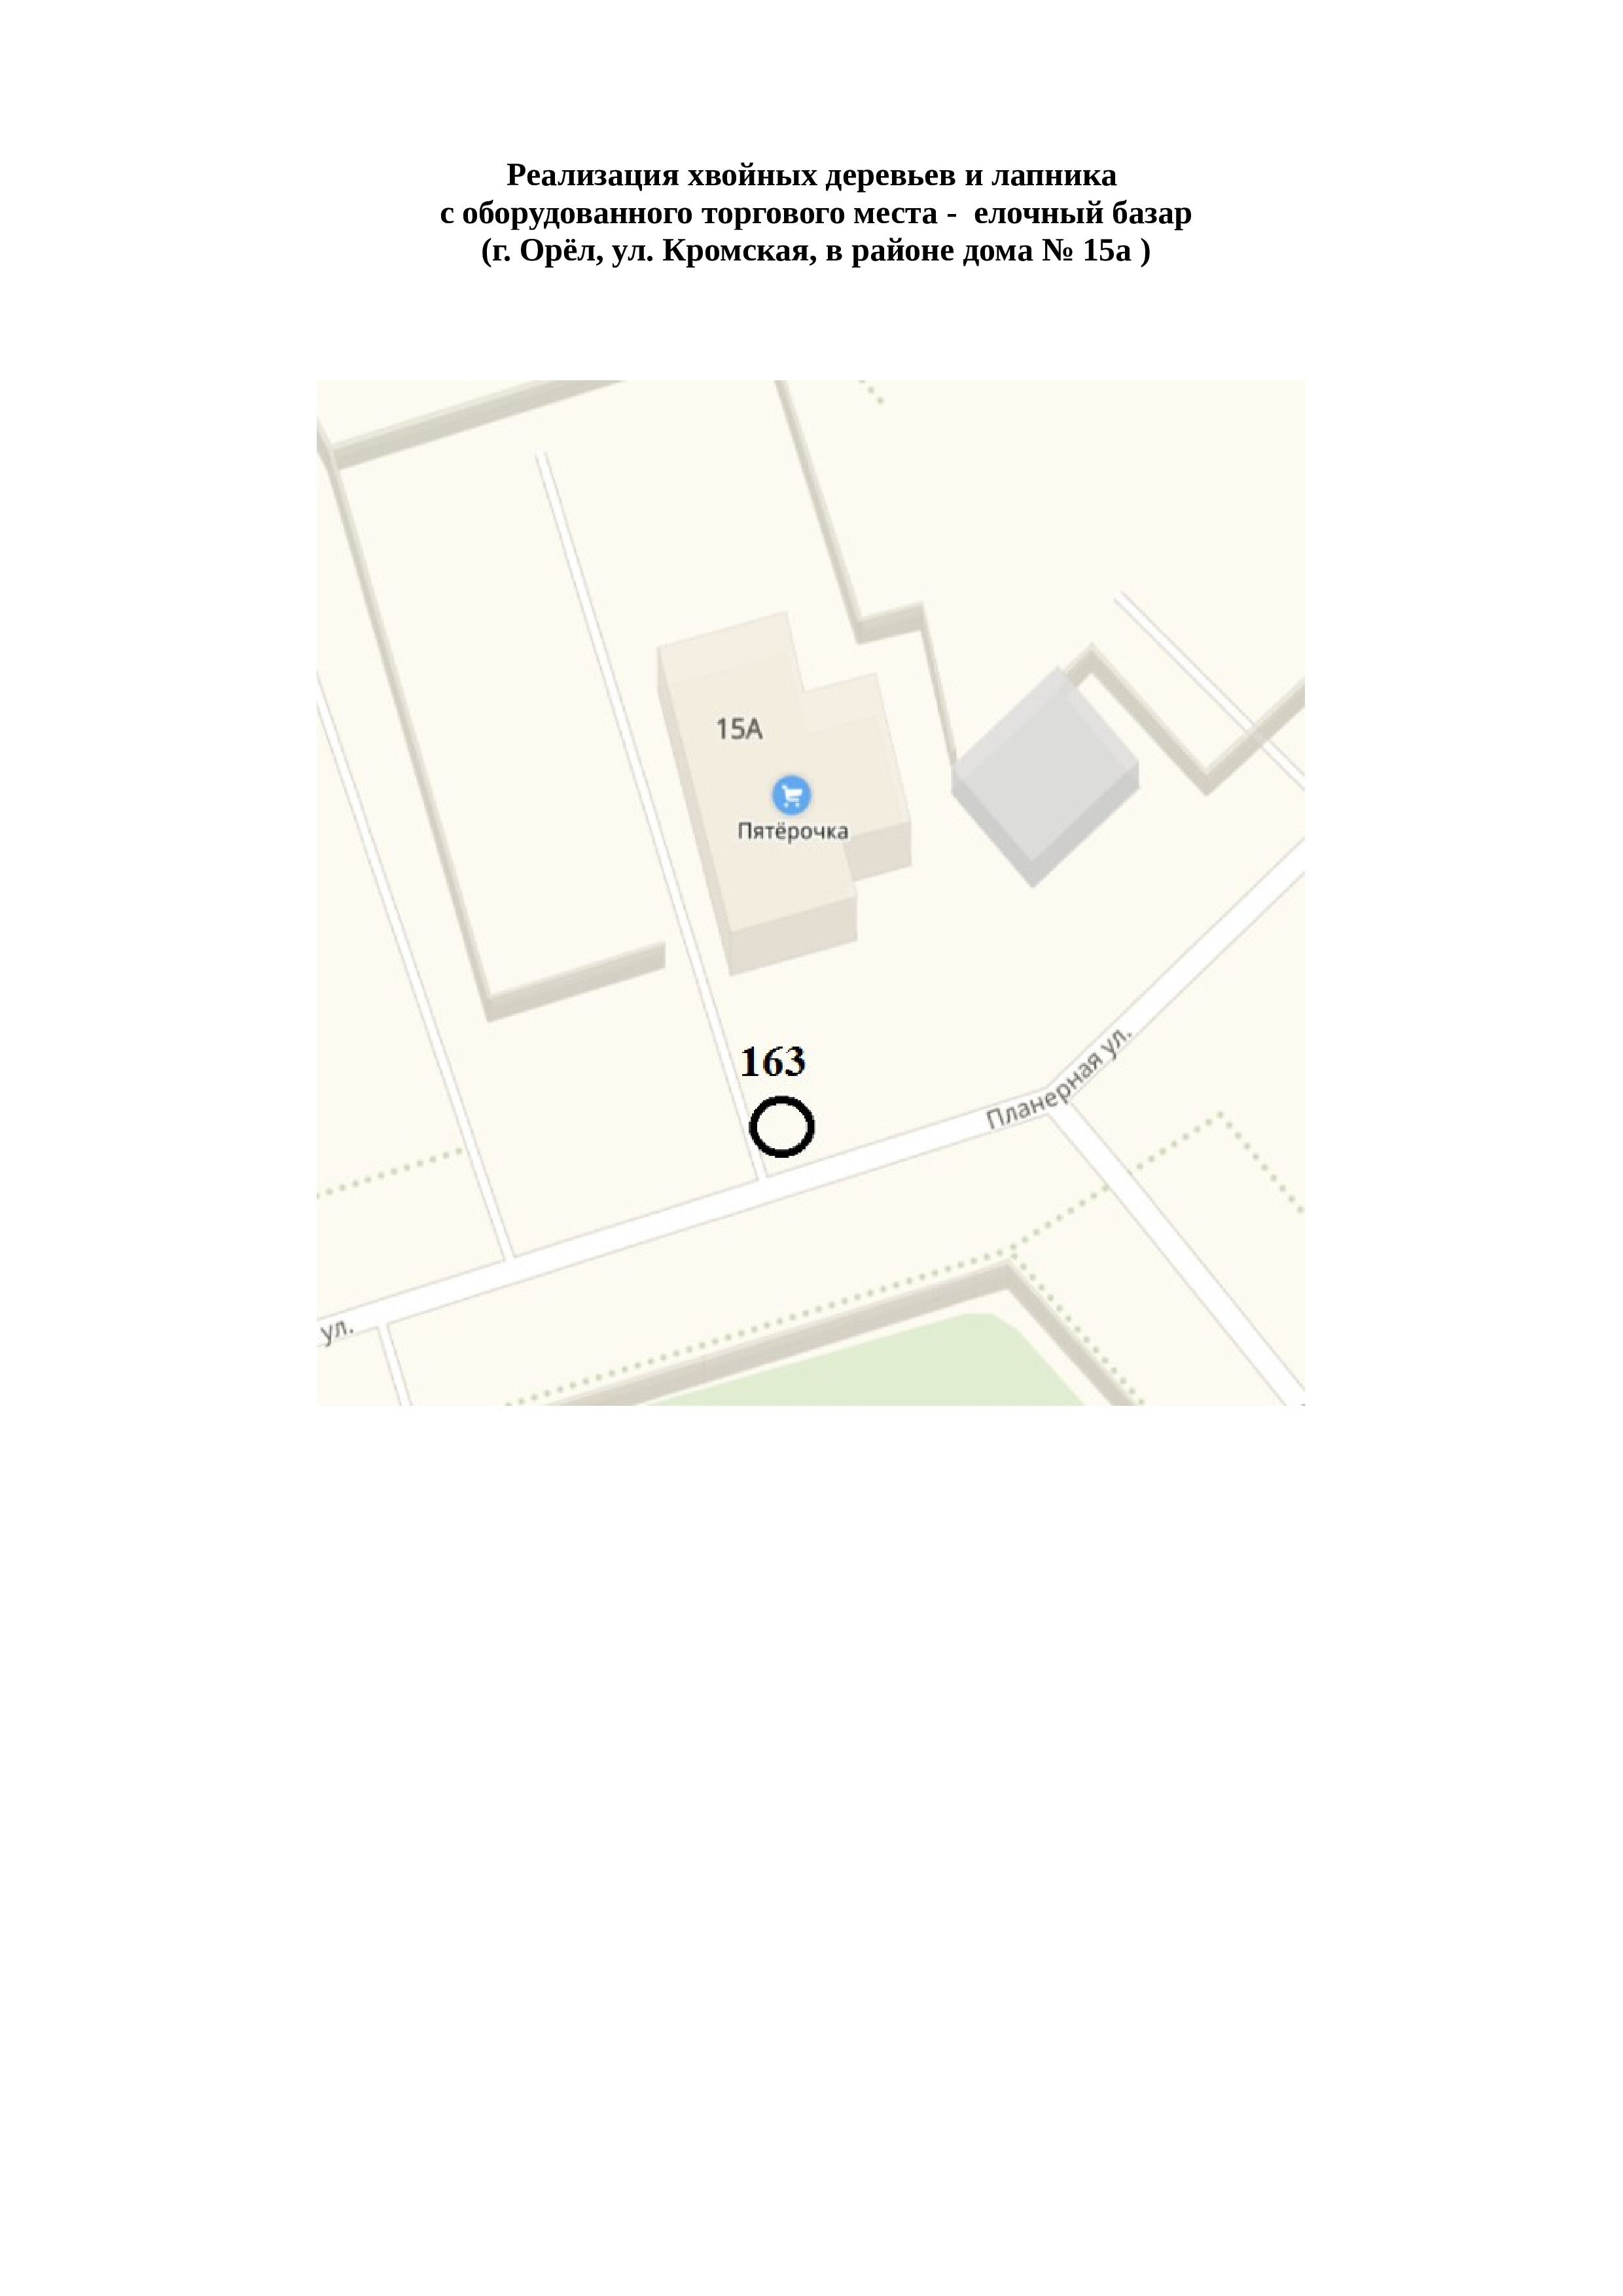 Реализация хвойных деревьев и лапника
с оборудованного торгового места -  елочный базар
(г. Орёл, ул. Кромская, в районе дома № 15а )
15А
Пятёрочка
163
Планерная ул.
ул.